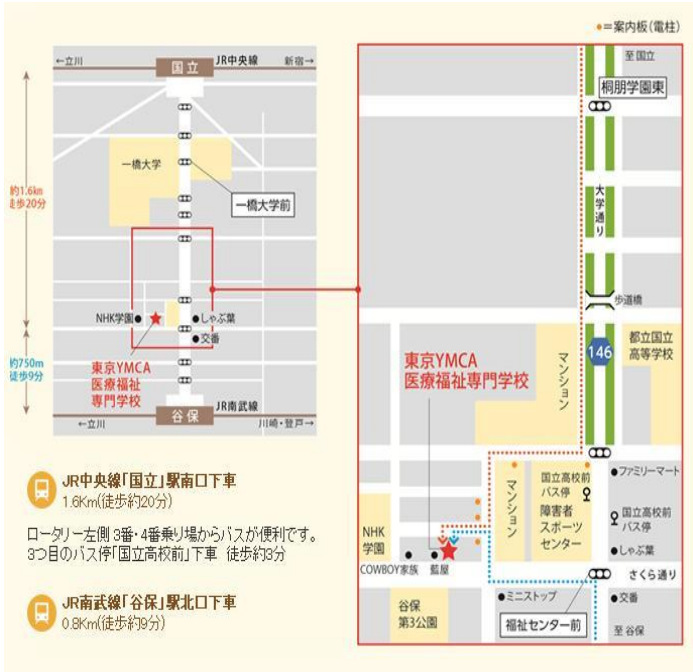 ●=案内板(電柱)
←立川
国立
JR中央線
新宿→
一橋大学
一橋大学前
約1.6km
徒歩20分
NHK学園
しゃぶ葉
交番
約750m
徒歩9分
東京YMCA
医療福祉
専門学校
谷保
JR南武線
←立川
川崎・登戸→
JR中央線「国立」駅南口下車
1.6Km(徒歩約20分)
ロータリー左側 3番・4番乗り場からバスが便利です。
3つ目のバス停「国立高校前」下車 徒歩約3分
JR南武線「谷保」駅北口下車
0.8Km(徒歩約9分)
至 国立
桐朋学園東
大学通り
歩道橋
146
都立国立
高等学校
マンション
東京YMCA
医療福祉専門学校
ファミリーマート
マンション
国立高校前
バス停
障害者
スポーツ
センター
国立高校前
バス停
しゃぶ葉
NHK
学園
COWBOY家族
藍屋
さくら通り
ミニストップ
交番
谷保
第3公園
福祉センター前
至 谷保